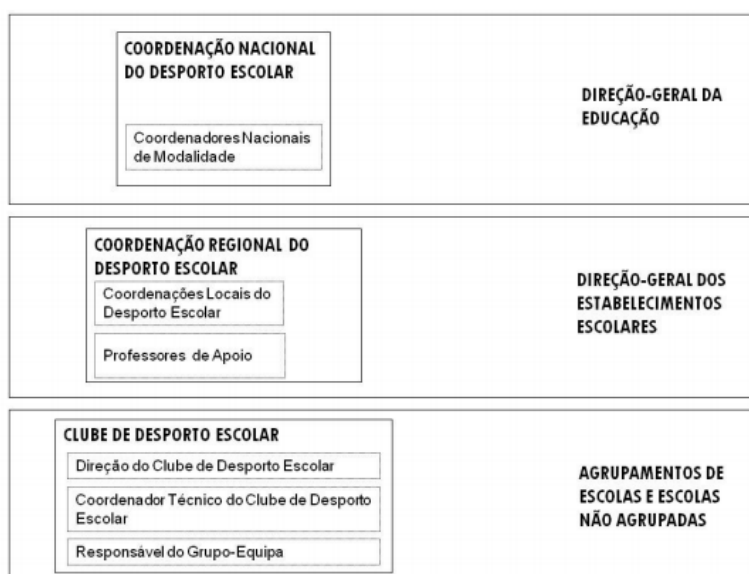 COORDENAÇÃO NACIONAL
DO DESPORTO ESCOLAR
Coordenadores Nacionais
de Modalidade
DIREÇÃO-GERAL DA
EDUCAÇÃO
COORDENAÇÃO REGIONAL DO
DESPORTO ESCOLAR
Coordenações Locais do
Desporto Escolar
Professores de Apoio
DIREÇÃO-GERAL DOS
ESTABELECIMENTOS
ESCOLARES
CLUBE DE DESPORTO ESCOLAR
Direção do Clube de Desporto Escolar
Coordenador Técnico do Clube de Desporto
Escolar
Responsável do Grupo-Equipa
AGRUPAMENTOS DE
ESCOLAS E ESCOLAS
NÃO AGRUPADAS